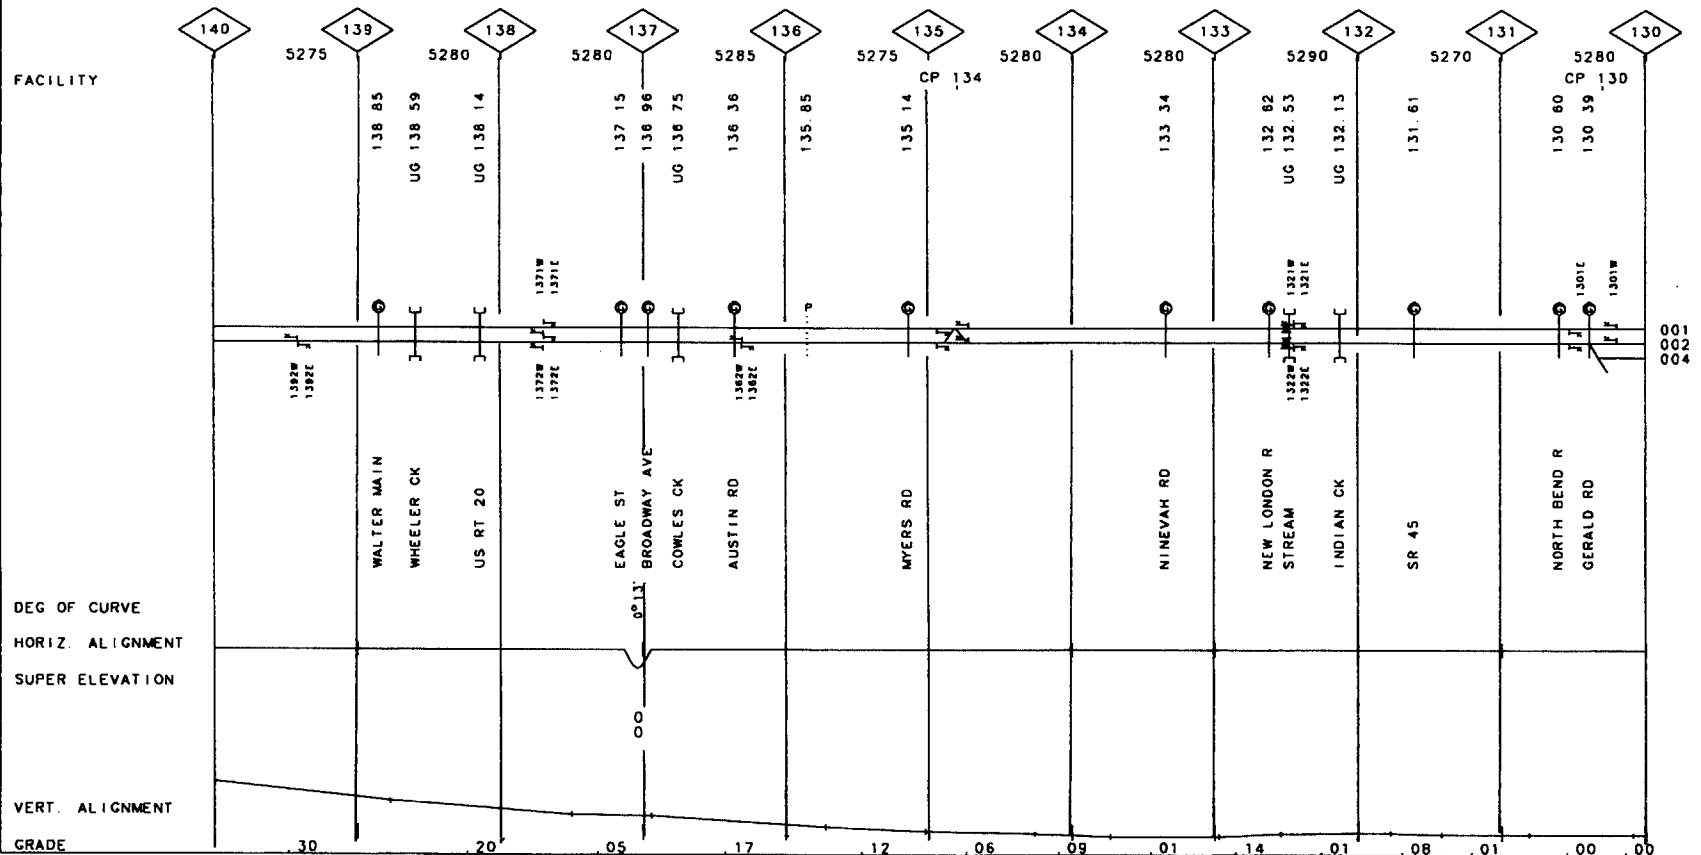 140 139 138 137 136 135 134 133 132 131 130
5275 5280 5280 5285 5275 5280 5280 5290 5270 5280
FACILITY
CP 134
CP 130
138 85
UG 138 59
UG 138 14
137 15
136 96
UG 136 75
136 36
135.85
135 14
133 34
132 62
UG 132.53
UG 132.13
131.61
130 60
130 39
1371W
1371E
1321W
1321E
1301E
1301W
P
001
002
004
1392W
1392E
1372W
1372E
1362W
1362E
1322W
1322E
WALTER MAIN
WHEELER CK
US RT 20
EAGLE ST
BROADWAY AVE
COWLES CK
AUSTIN RD
MYERS RD
NINEVAH RD
NEW LONDON R
STREAM
INDIAN CK
SR 45
NORTH BEND R
GERALD RD
DEG OF CURVE
0°13'
HORIZ. ALIGNMENT
SUPER ELEVATION
0
0
VERT. ALIGNMENT
GRADE .30 .20 .05 .17 .12 .06 .09 .01 .14 .01 .08 .01 .00 .00